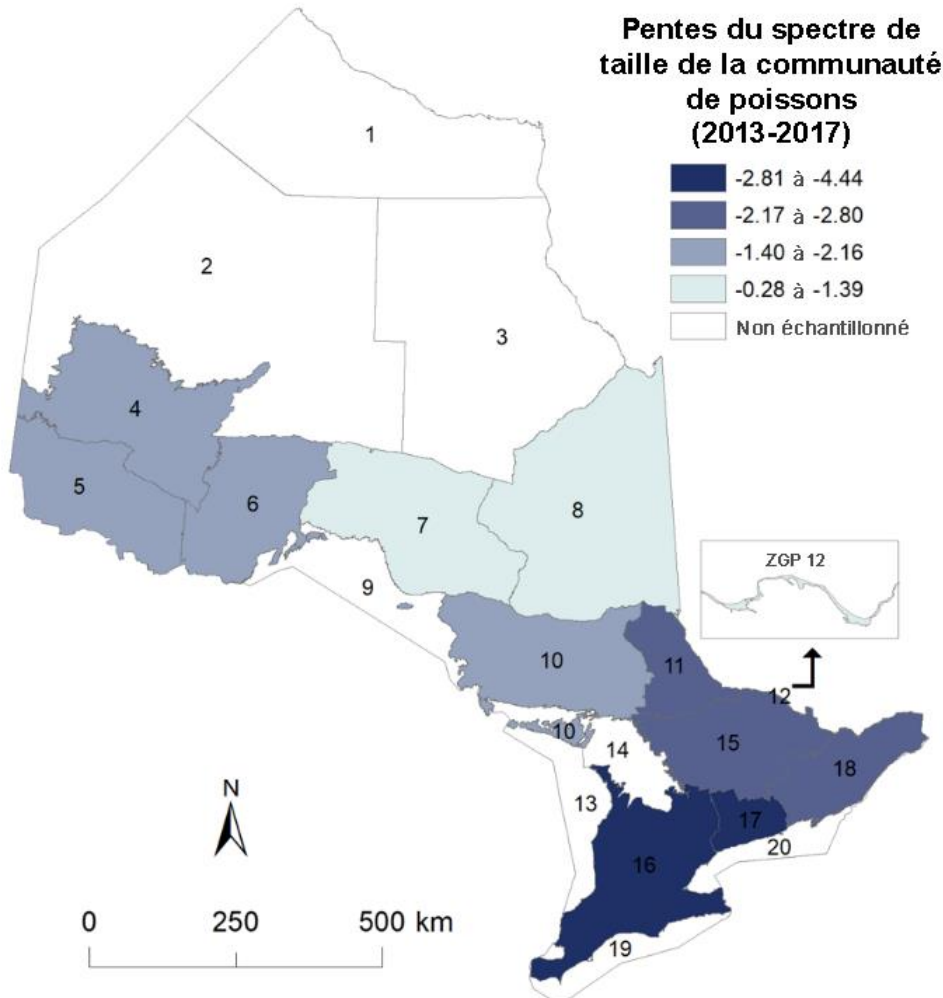 Pentes du spectre de
taille de la communauté
de poissons
(2013-2017)
-2.81 à -4.44
-2.17 à -2.80
-1.40 à -2.16
-0.28 à -1.39
Non échantillonné
1
2
3
4
5
6
7
8
ZGP 12
9
10
11
12
10
14
15
18
13
17
20
16
19
N
0 250 500 km